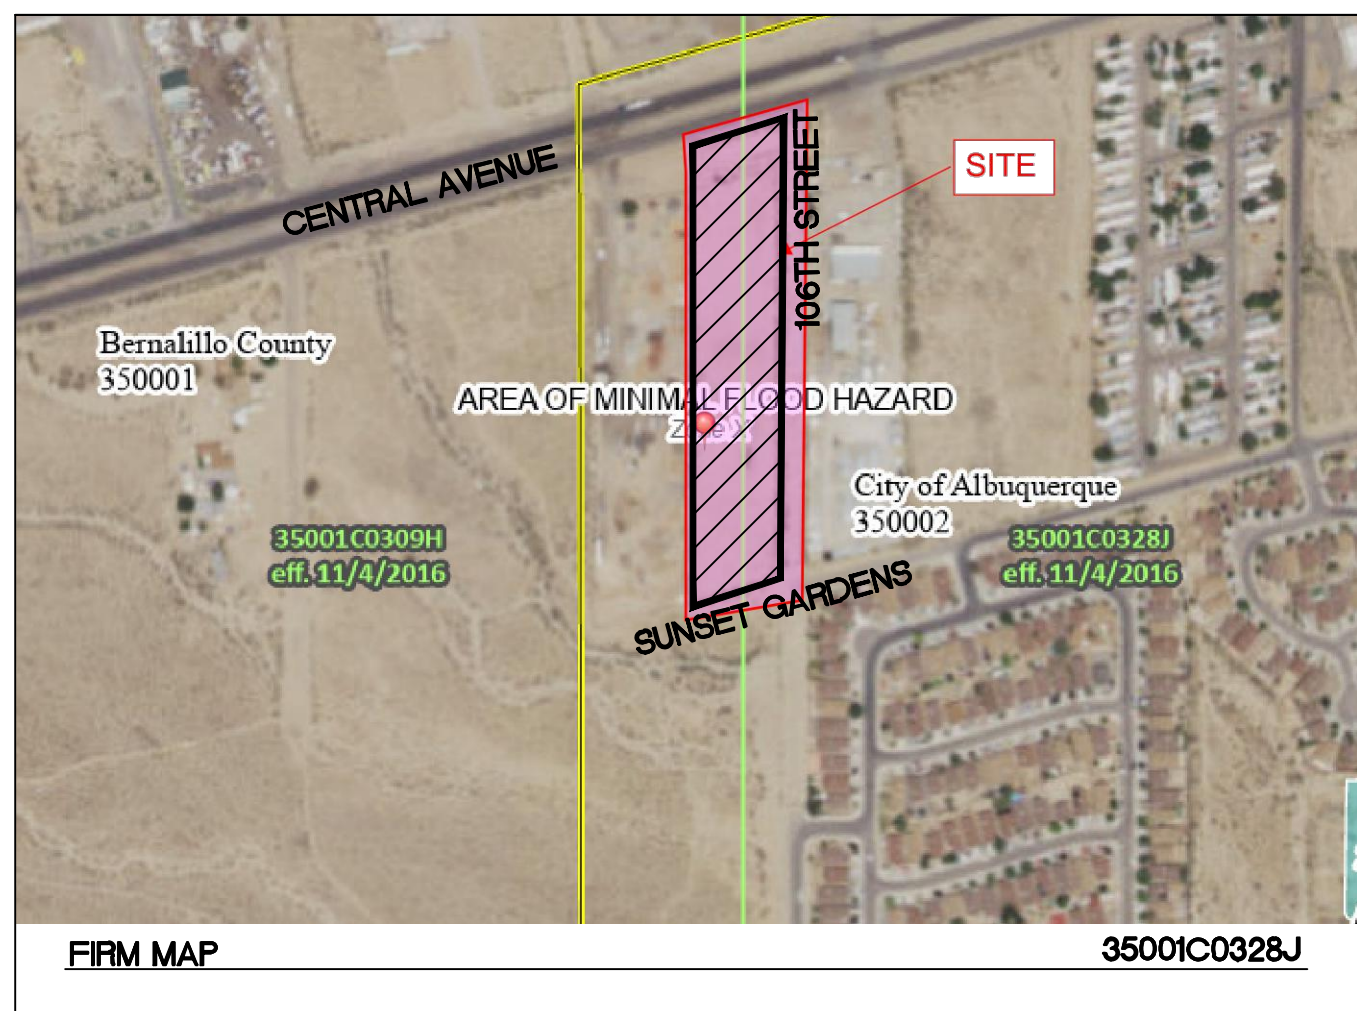 CENTRAL AVENUE
106TH STREET
SITE
Bernalillo County
350001
AREA OF MINIMAL FLOOD HAZARD
Zone X
City of Albuquerque
350002
35001C0309H
eff. 11/4/2016
35001C0328J
eff. 11/4/2016
SUNSET GARDENS
FIRM MAP
35001C0328J